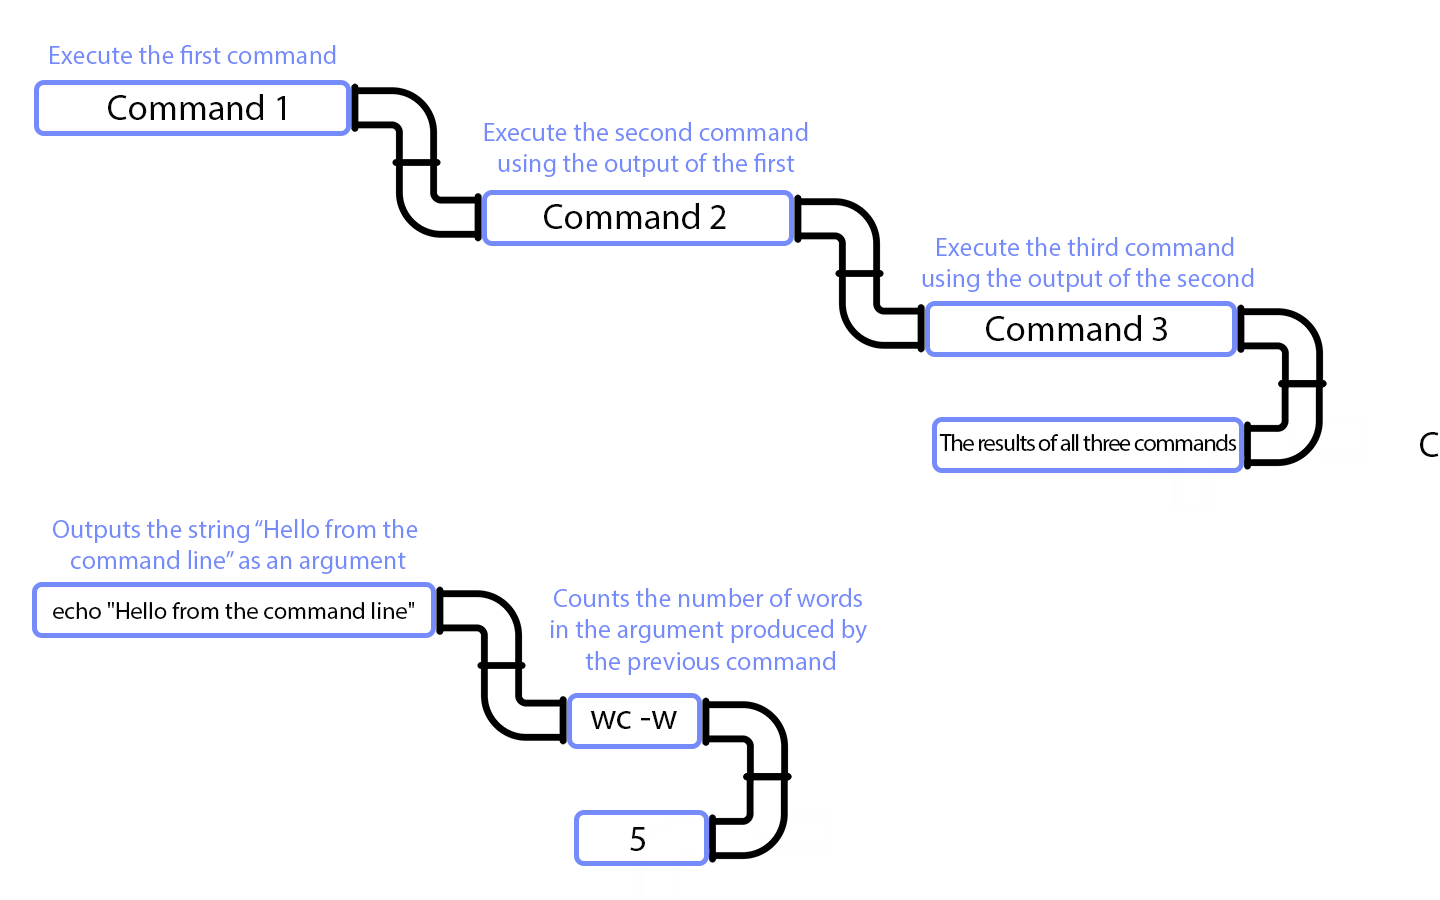 Execute the first command
Command 1
Execute the second command
using the output of the first
Command 2
Execute the third command
using the output of the second
Command 3
The results of all three commands
C
Outputs the string “Hello from the
command line” as an argument
echo "Hello from the command line"
Counts the number of words
in the argument produced by
the previous command
wc -w
5